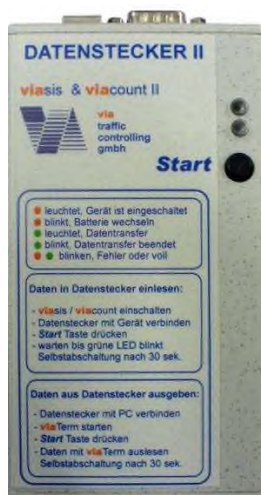 DATENSTECKER II
viasis & viacount II
via
traffic
controlling
gmbh
Start
leuchtet, Gerät ist eingeschaltet
blinkt, Batterie wechseln
leuchtet, Datentransfer
blinkt, Datentransfer beendet
blinken, Fehler oder voll
Daten in Datenstecker einlesen:
- viasis / viacount einschalten
- Datenstecker mit Gerät verbinden
- Start Taste drücken
- warten bis grüne LED blinkt
Selbstabschaltung nach 30 sek.
Daten aus Datenstecker ausgeben:
- Datenstecker mit PC verbinden
- viaTerm starten
- Start Taste drücken
- Daten mit viaTerm auslesen
Selbstabschaltung nach 30 sek.